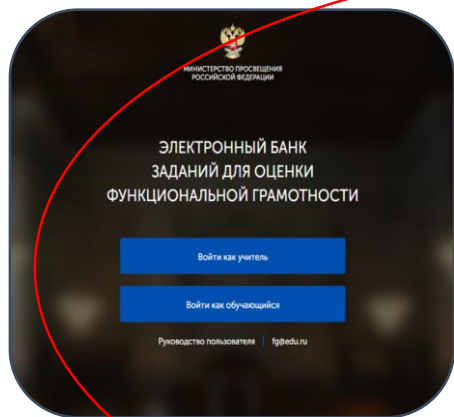 МИНИСТЕРСТВО ПРОСВЕЩЕНИЯ
РОССИЙСКОЙ ФЕДЕРАЦИИ
ЭЛЕКТРОННЫЙ БАНК
ЗАДАНИЙ ДЛЯ ОЦЕНКИ
ФУНКЦИОНАЛЬНОЙ ГРАМОТНОСТИ
Войти как учитель
Войти как обучающийся
Руководство пользователя | fg@edu.ru